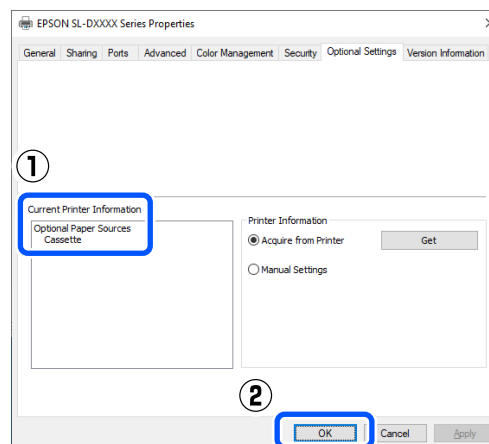 EPSON SL-DXXXX Series Properties
General Sharing Ports Advanced Color Management Security Optional Settings Version Information
1
Current Printer Information
Optional Paper Sources
Cassette
Printer Information
Acquire from Printer
Get
Manual Settings
2
OK
Cancel
Apply